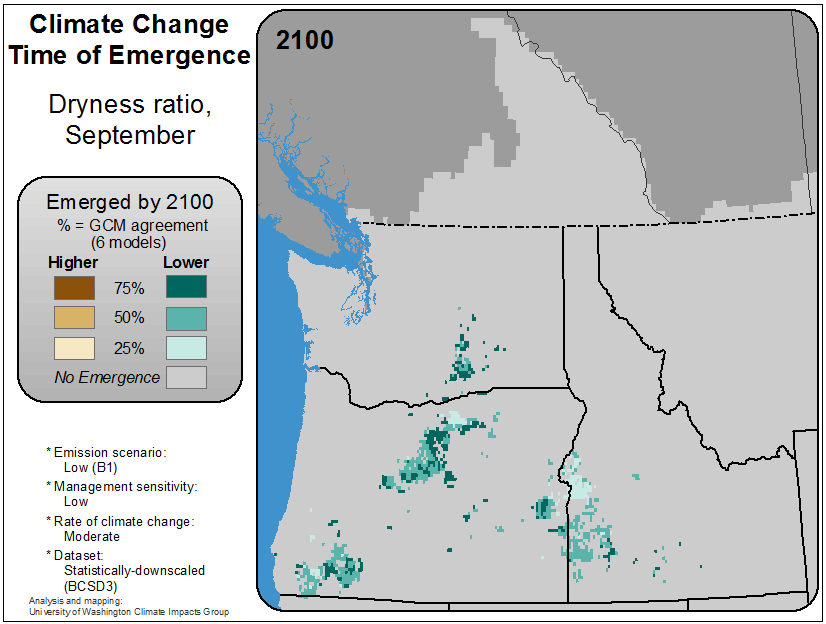 Climate Change
Time of Emergence
Dryness ratio,
September
2100
Emerged by 2100
% = GCM agreement
(6 models)
Higher Lower
75%
50%
25%
No Emergence
* Emission scenario:
Low (B1)
* Management sensitivity:
Low
* Rate of climate change:
Moderate
* Dataset:
Statistically-downscaled
(BCSD3)
Analysis and mapping:
University of Washington Climate Impacts Group